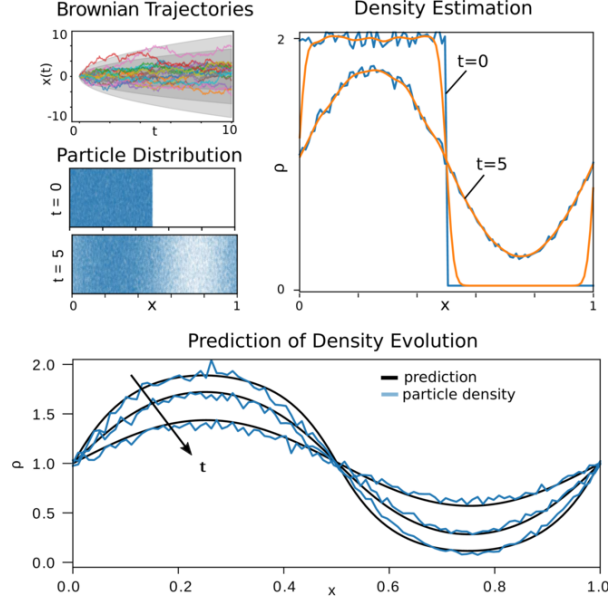 Brownian Trajectories
10
0
-10
x(t)
0
t
10
Particle Distribution
t = 0
t = 5
0
x
1
Density Estimation
2
ρ
0
t=0
t=5
0
x
1
Prediction of Density Evolution
2.0
1.5
1.0
0.5
0.0
ρ
prediction
particle density
t
0.0 0.2 0.4 0.6 0.8 1.0
x